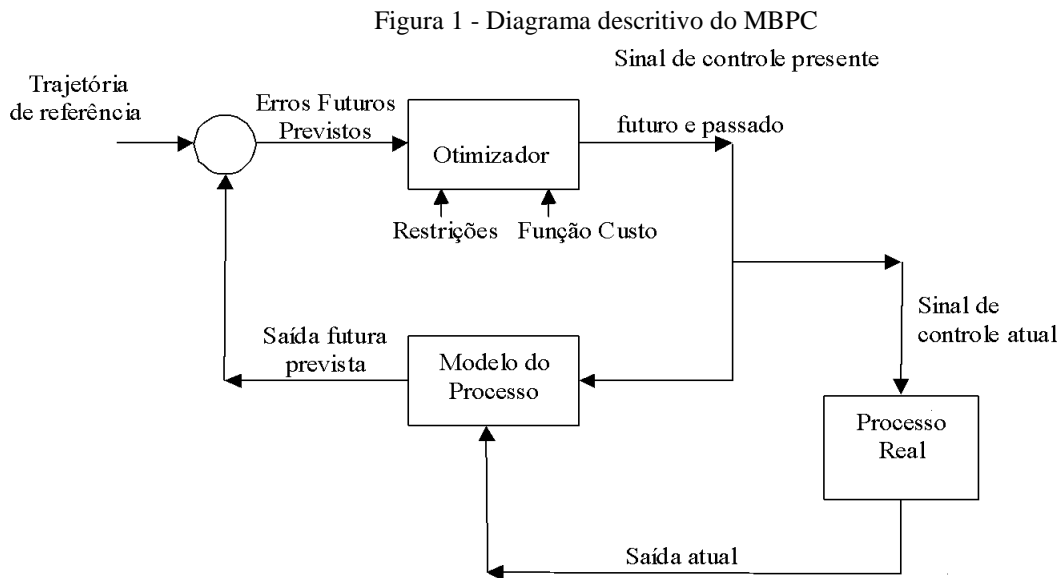 Figura 1 - Diagrama descritivo do MBPC
Sinal de controle presente
Trajetória
de referência
Erros Futuros
Previstos
Otimizador
futuro e passado
Restrições
Função Custo
Sinal de
controle atual
Saída futura
prevista
Modelo do
Processo
Processo
Real
Saída atual